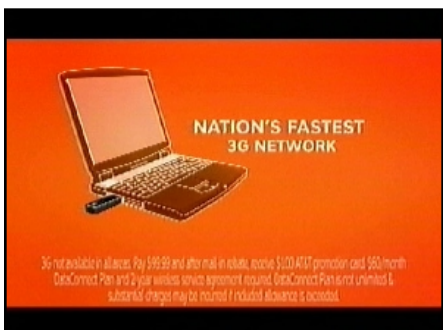 NATION'S FASTEST
3G NETWORK
3G not available in all areas. Pay $99.99 and after mail-in rebate, receive $100 AT&T promotion card. $60/month
DataConnect Plan and 2-year wireless service agreement required. DataConnect Plan is not unlimited &
substantial charges may be incurred if included allowance is exceeded.